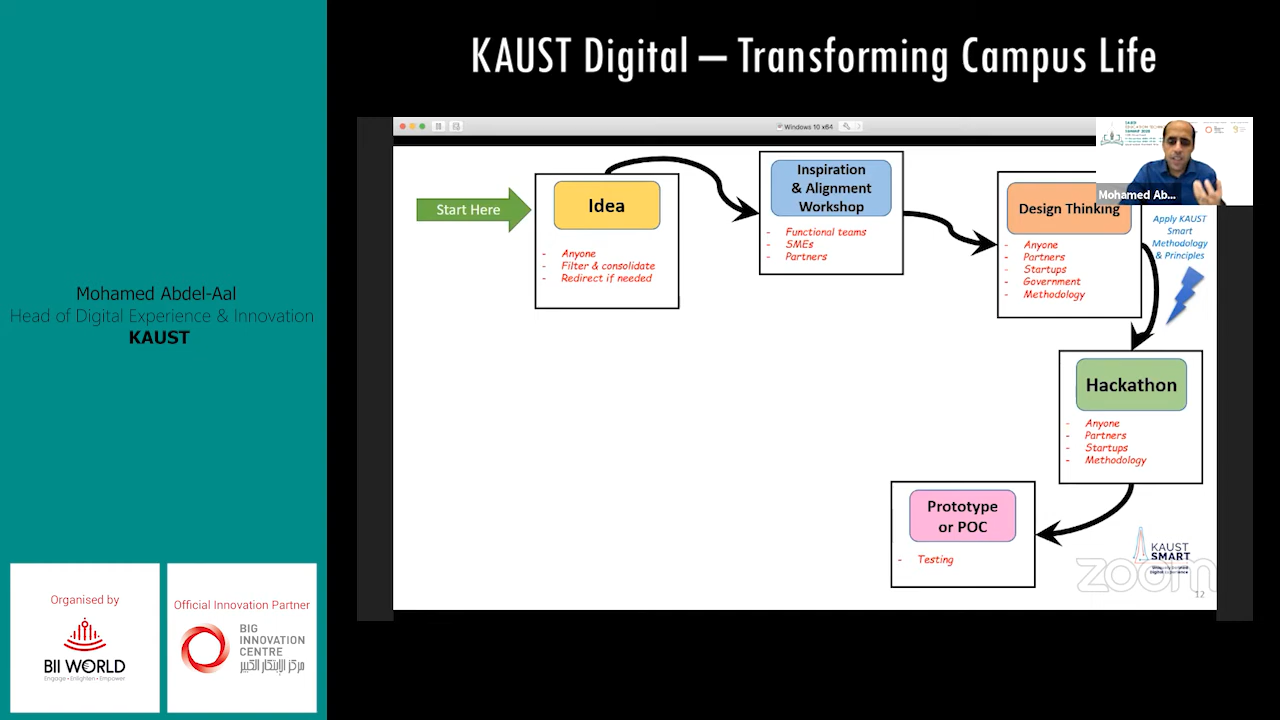 KAUST Digital – Transforming Campus Life
Mohamed Abdel-Aal
Head of Digital Experience & Innovation
KAUST
Organised by
BII WORLD
Engage • Enlighten • Empower
Official Innovation Partner
BIG
INNOVATION
CENTRE
مركز الابتكار الكبير
Windows 10 x64
Mohamed Ab...
Start Here
Idea
- Anyone
- Filter & consolidate
- Redirect if needed
Inspiration
& Alignment
Workshop
- Functional teams
- SMEs
- Partners
Design Thinking
- Anyone
- Partners
- Startups
- Government
- Methodology
Apply KAUST
Smart
Methodology
& Principles
Hackathon
- Anyone
- Partners
- Startups
- Methodology
Prototype
or POC
- Testing
KAUST
SMART
zoom
12